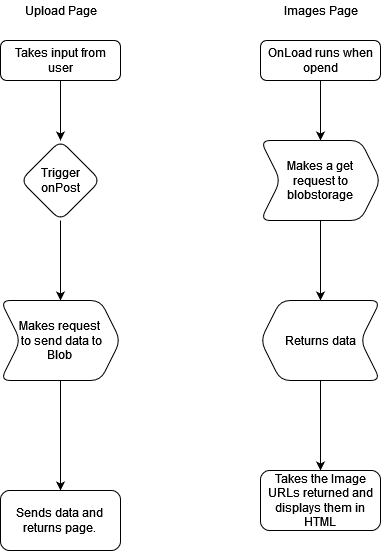 Upload Page
Takes input from
user
Trigger
onPost
Makes request
to send data to
Blob
Sends data and
returns page.
Images Page
OnLoad runs when
opend
Makes a get
request to
blobstorage
Returns data
Takes the Image
URLs returned and
displays them in
HTML